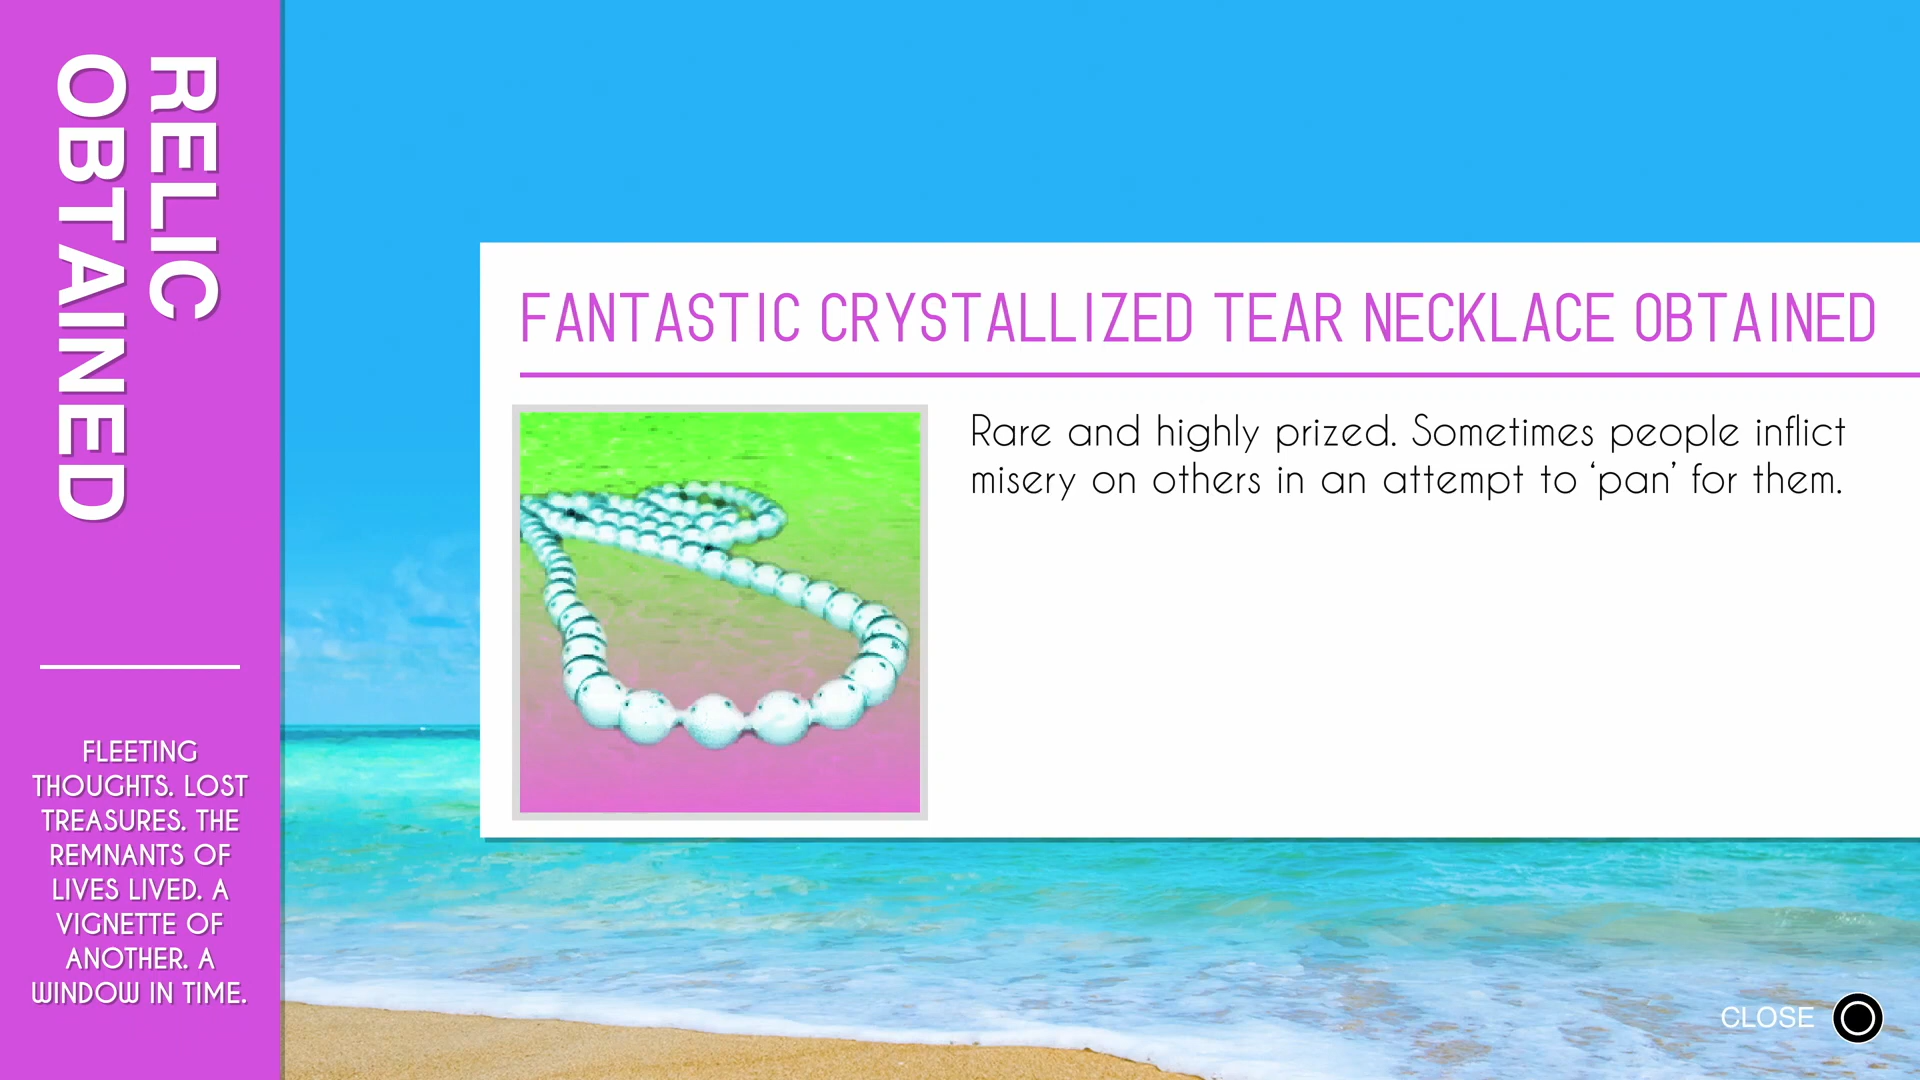 RELIC
OBTAINED
FLEETING
THOUGHTS. LOST
TREASURES. THE
REMNANTS OF
LIVES LIVED. A
VIGNETTE OF
ANOTHER. A
WINDOW IN TIME.
FANTASTIC CRYSTALLIZED TEAR NECKLACE OBTAINED
Rare and highly prized. Sometimes people inflict
misery on others in an attempt to ‘pan’ for them.
CLOSE